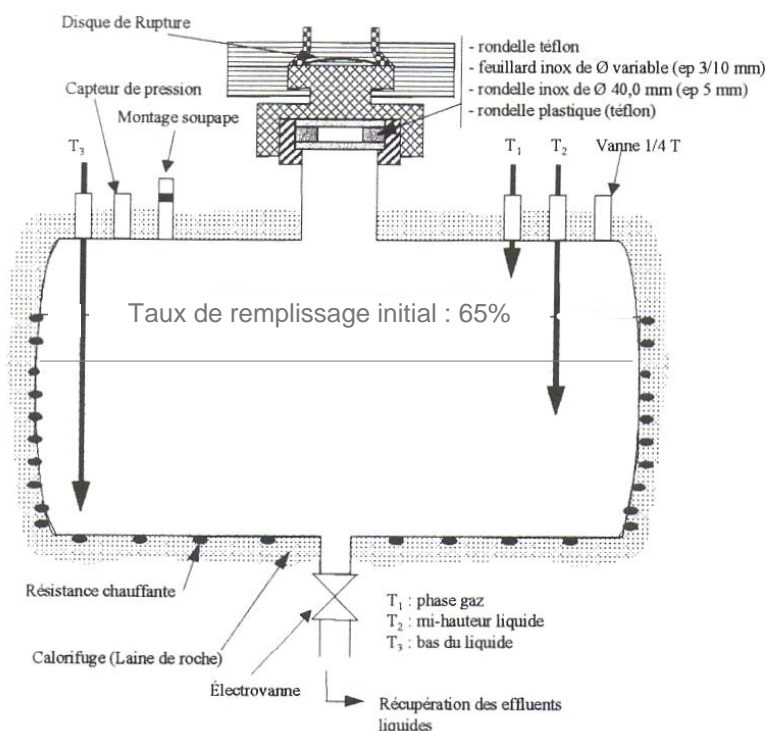 Disque de Rupture
- rondelle téflon
- feuillard inox de Ø variable (ep 3/10 mm)
- rondelle inox de Ø 40,0 mm (ep 5 mm)
- rondelle plastique (téflon)
Capteur de pression
Montage soupape
T3
T1
T2
Vanne 1/4 T
Taux de remplissage initial : 65%
Résistance chauffante
Calorifuge (Laine de roche)
Électrovanne
T1 : phase gaz
T2 : mi-hauteur liquide
T3 : bas du liquide
Récupération des effluents
liquides